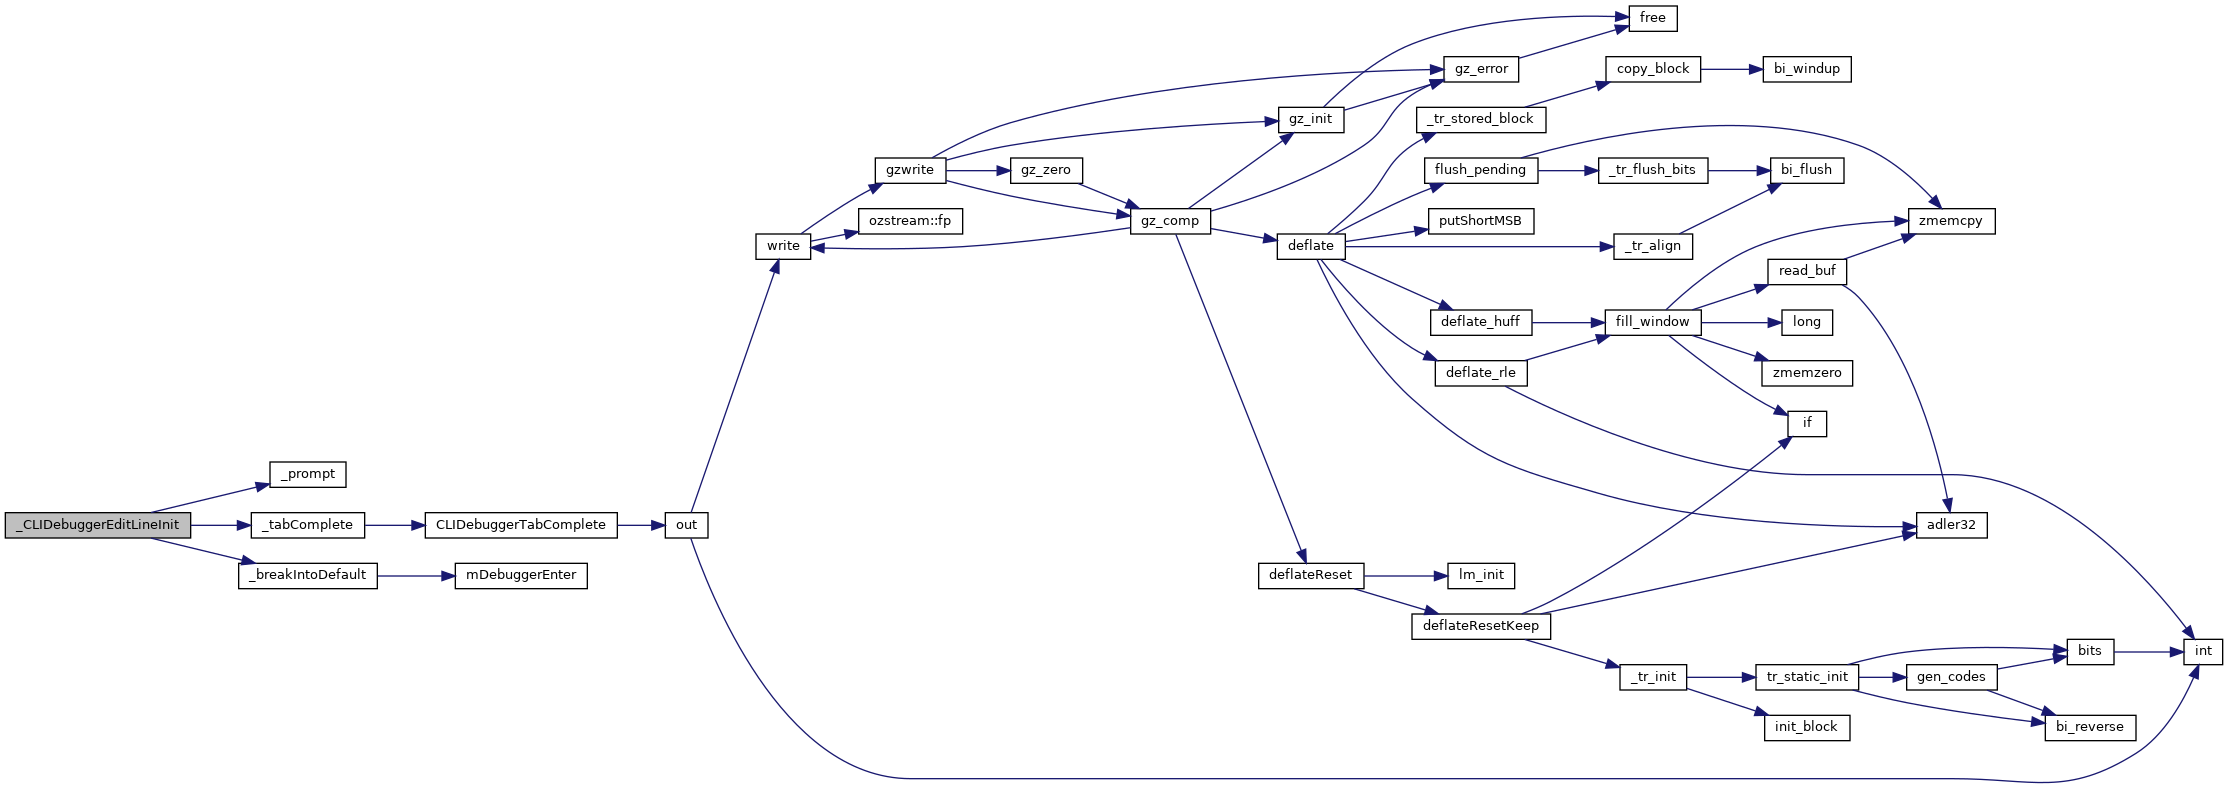 free
gz_error
copy_block
bi_windup
gz_init
_tr_stored_block
gzwrite
gz_zero
flush_pending
_tr_flush_bits
bi_flush
ozstream::fp
gz_comp
putShortMSB
zmemcpy
write
deflate
_tr_align
read_buf
deflate_huff
fill_window
long
deflate_rle
zmemzero
if
_prompt
_CLIDebuggerEditLineInit
_tabComplete
CLIDebuggerTabComplete
out
adler32
_breakIntoDefault
mDebuggerEnter
deflateReset
lm_init
deflateResetKeep
bits
int
_tr_init
tr_static_init
gen_codes
init_block
bi_reverse